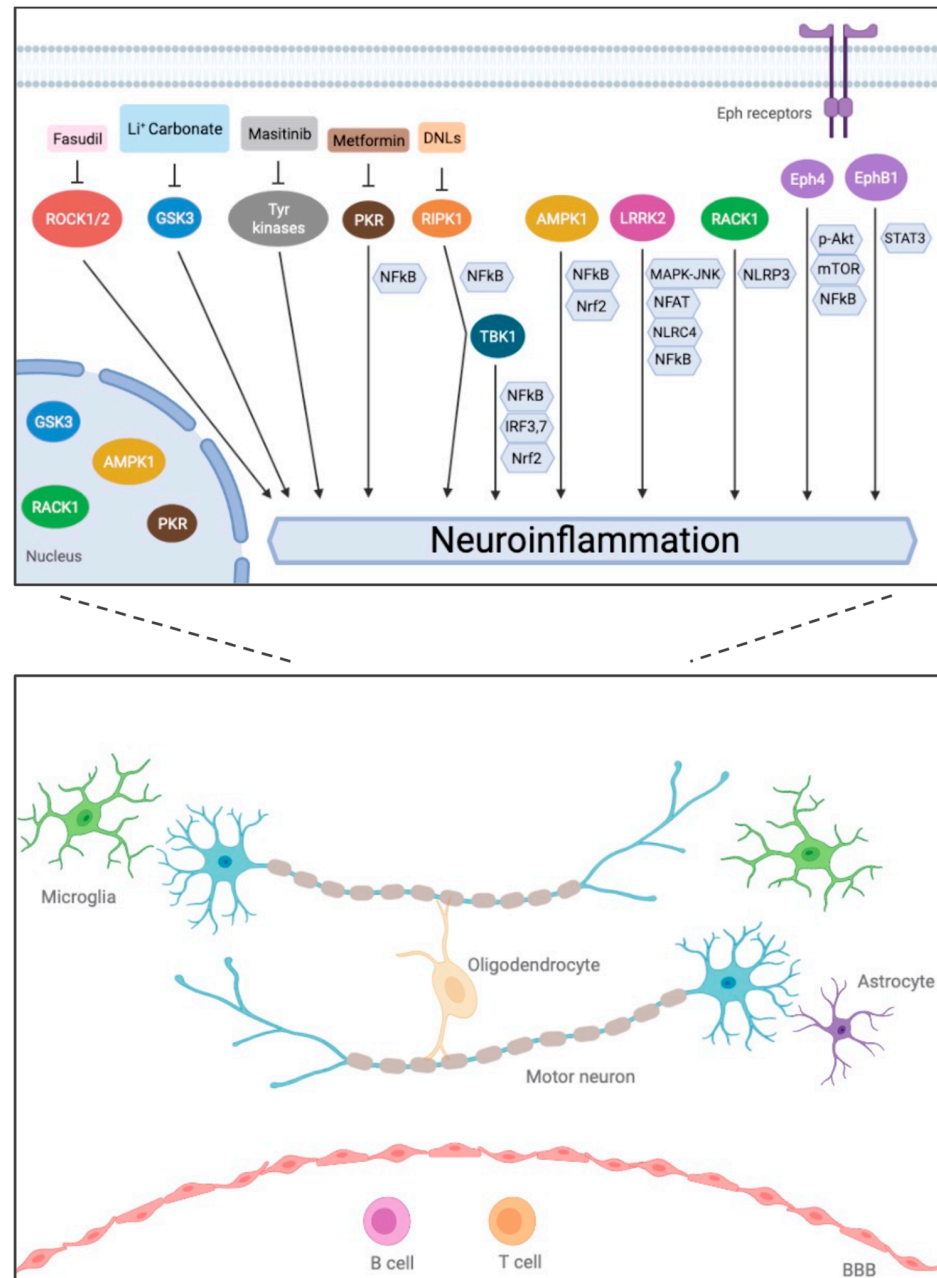 Eph receptors
Fasudil
Li⁺ Carbonate
Masitinib
Metformin
DNLs
ROCK1/2
GSK3
Tyr
kinases
PKR
RIPK1
AMPK1
LRRK2
RACK1
Eph4
EphB1
NFkB
NFkB
TBK1
NFkB
IRF3,7
Nrf2
NFkB
Nrf2
MAPK-JNK
NFAT
NLRC4
NFkB
NLRP3
p-Akt
mTOR
NFkB
STAT3
GSK3
AMPK1
RACK1
PKR
Nucleus
Neuroinflammation
Microglia
Oligodendrocyte
Astrocyte
Motor neuron
B cell
T cell
BBB